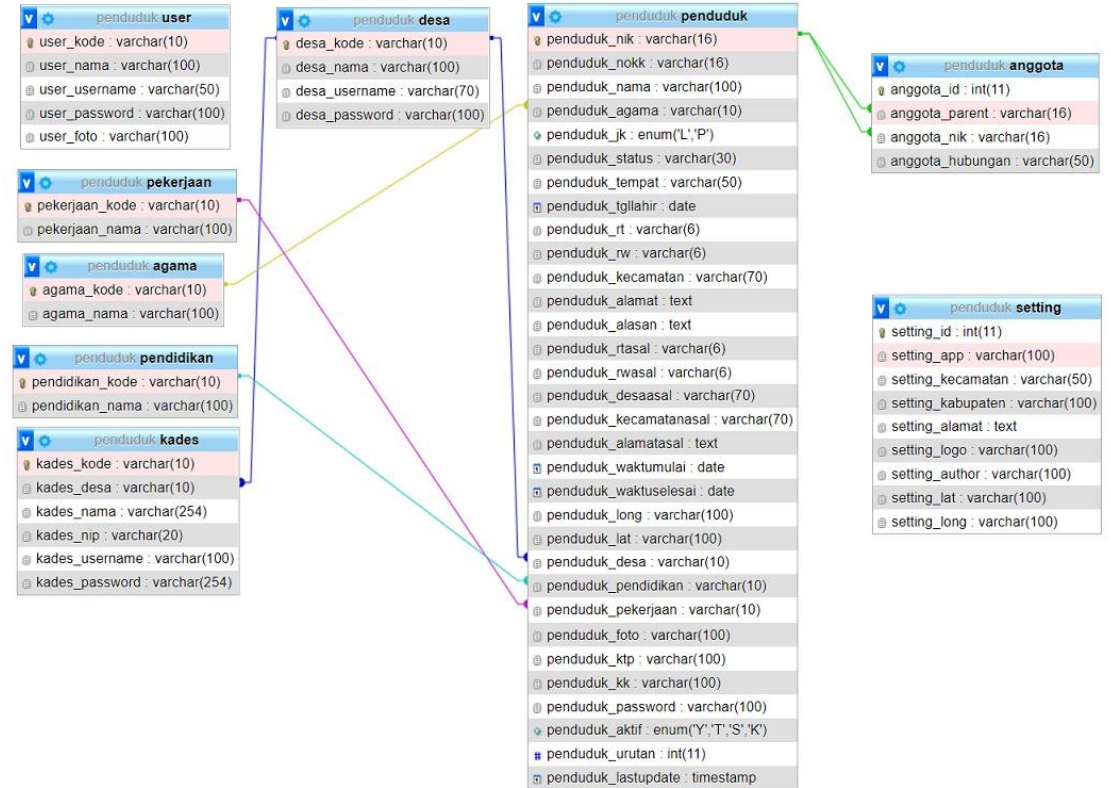 penduduk user
user_kode : varchar(10)
user_nama : varchar(100)
user_username : varchar(50)
user_password : varchar(100)
user_foto : varchar(100)
penduduk pekerjaan
pekerjaan_kode : varchar(10)
pekerjaan_nama : varchar(100)
penduduk agama
agama_kode : varchar(10)
agama_nama : varchar(100)
penduduk pendidikan
pendidikan_kode : varchar(10)
pendidikan_nama : varchar(100)
penduduk kades
kades_kode : varchar(10)
kades_desa : varchar(10)
kades_nama : varchar(254)
kades_nip : varchar(20)
kades_username : varchar(100)
kades_password : varchar(254)
penduduk desa
desa_kode : varchar(10)
desa_nama : varchar(100)
desa_username : varchar(70)
desa_password : varchar(100)
penduduk penduduk
penduduk_nik : varchar(16)
penduduk_nokk : varchar(16)
penduduk_nama : varchar(100)
penduduk_agama : varchar(10)
penduduk_jk : enum('L','P')
penduduk_status : varchar(30)
penduduk_tempat : varchar(50)
penduduk_tgllahir : date
penduduk_rt : varchar(6)
penduduk_rw : varchar(6)
penduduk_kecamatan : varchar(70)
penduduk_alamat : text
penduduk_alasan : text
penduduk_rtasal : varchar(6)
penduduk_rwasal : varchar(6)
penduduk_desaasal : varchar(70)
penduduk_kecamatanasal : varchar(70)
penduduk_alamatasal : text
penduduk_waktumulai : date
penduduk_waktuselesai : date
penduduk_long : varchar(100)
penduduk_lat : varchar(100)
penduduk_desa : varchar(10)
penduduk_pendidikan : varchar(10)
penduduk_pekerjaan : varchar(10)
penduduk_foto : varchar(100)
penduduk_ktp : varchar(100)
penduduk_kk : varchar(100)
penduduk_password : varchar(100)
penduduk_aktif : enum('Y','T','S','K')
# penduduk_urutan : int(11)
penduduk_lastupdate : timestamp
penduduk anggota
anggota_id : int(11)
anggota_parent : varchar(16)
anggota_nik : varchar(16)
anggota_hubungan : varchar(50)
penduduk setting
setting_id : int(11)
setting_app : varchar(100)
setting_kecamatan : varchar(50)
setting_kabupaten : varchar(100)
setting_alamat : text
setting_logo : varchar(100)
setting_author : varchar(100)
setting_lat : varchar(100)
setting_long : varchar(100)